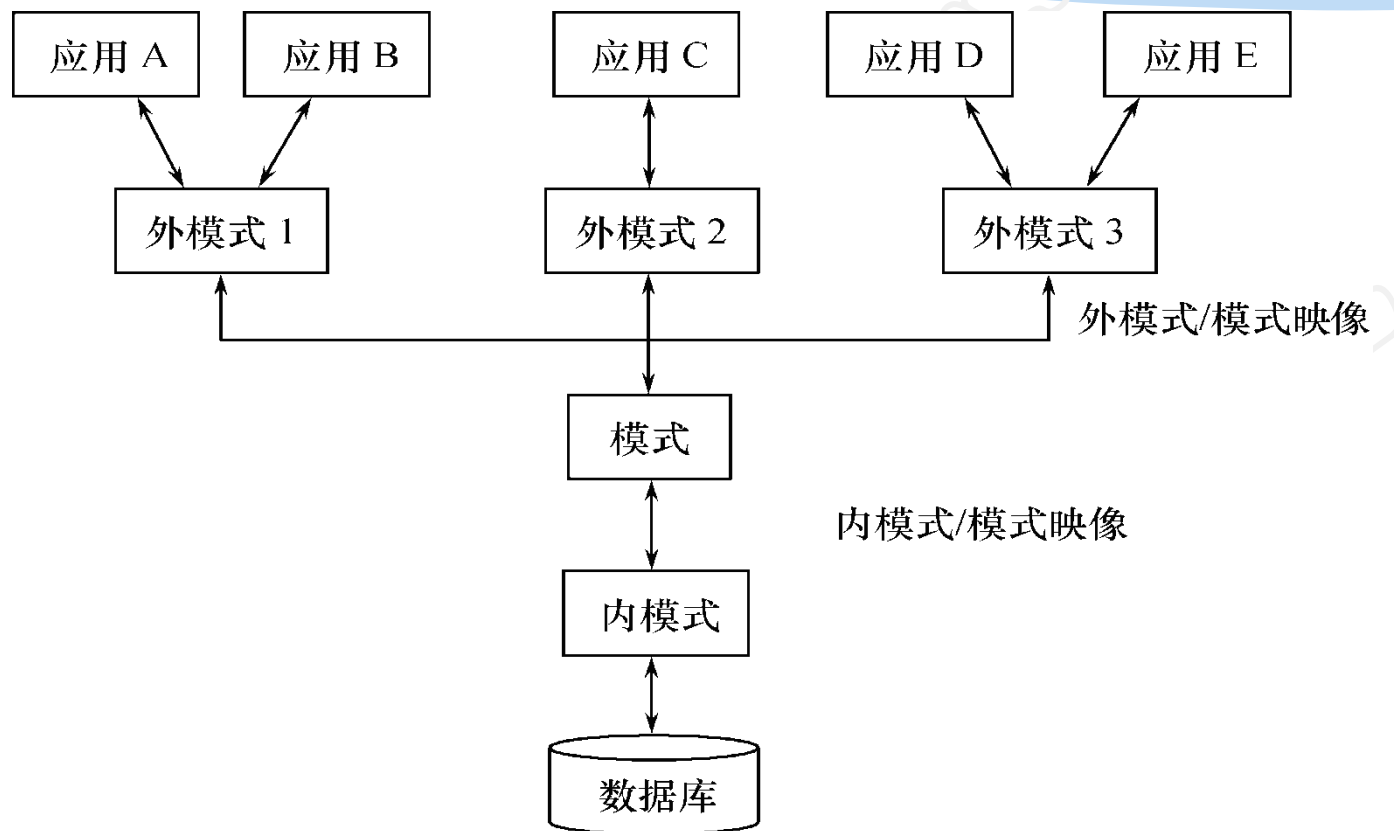 应用 A 应用 B 应用 C 应用 D 应用 E
外模式 1 外模式 2 外模式 3
外模式/模式映像
模式
内模式/模式映像
内模式
数据库